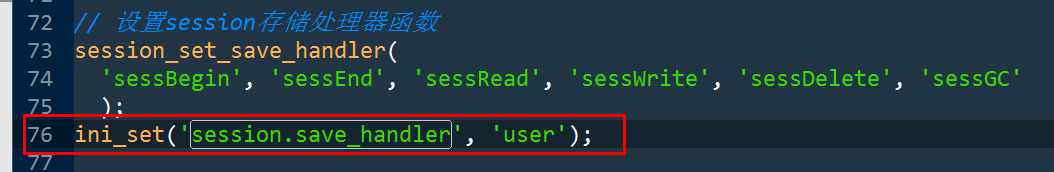 72 // 设置session存储处理器函数
73 session_set_save_handler(
74 'sessBegin', 'sessEnd', 'sessRead', 'sessWrite', 'sessDelete', 'sessGC'
75 );
76 ini_set('session.save_handler', 'user');
77